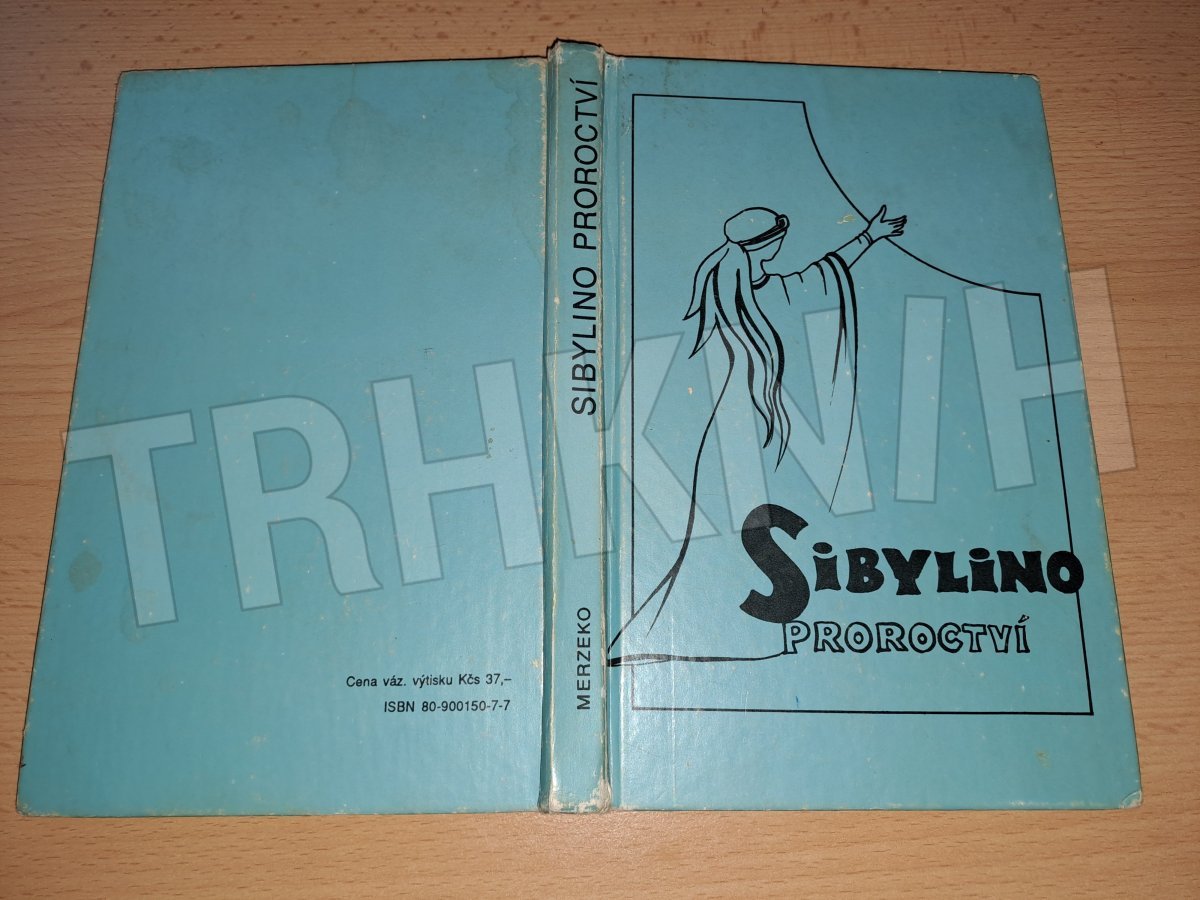 Cena váz. výtisku Kčs 37,–
ISBN 80-900150-7-7
SIBYLINO PROROCTVÍ
MERZEKO
SiBYLiNO
PROROCTVÍ
TRHKNIH